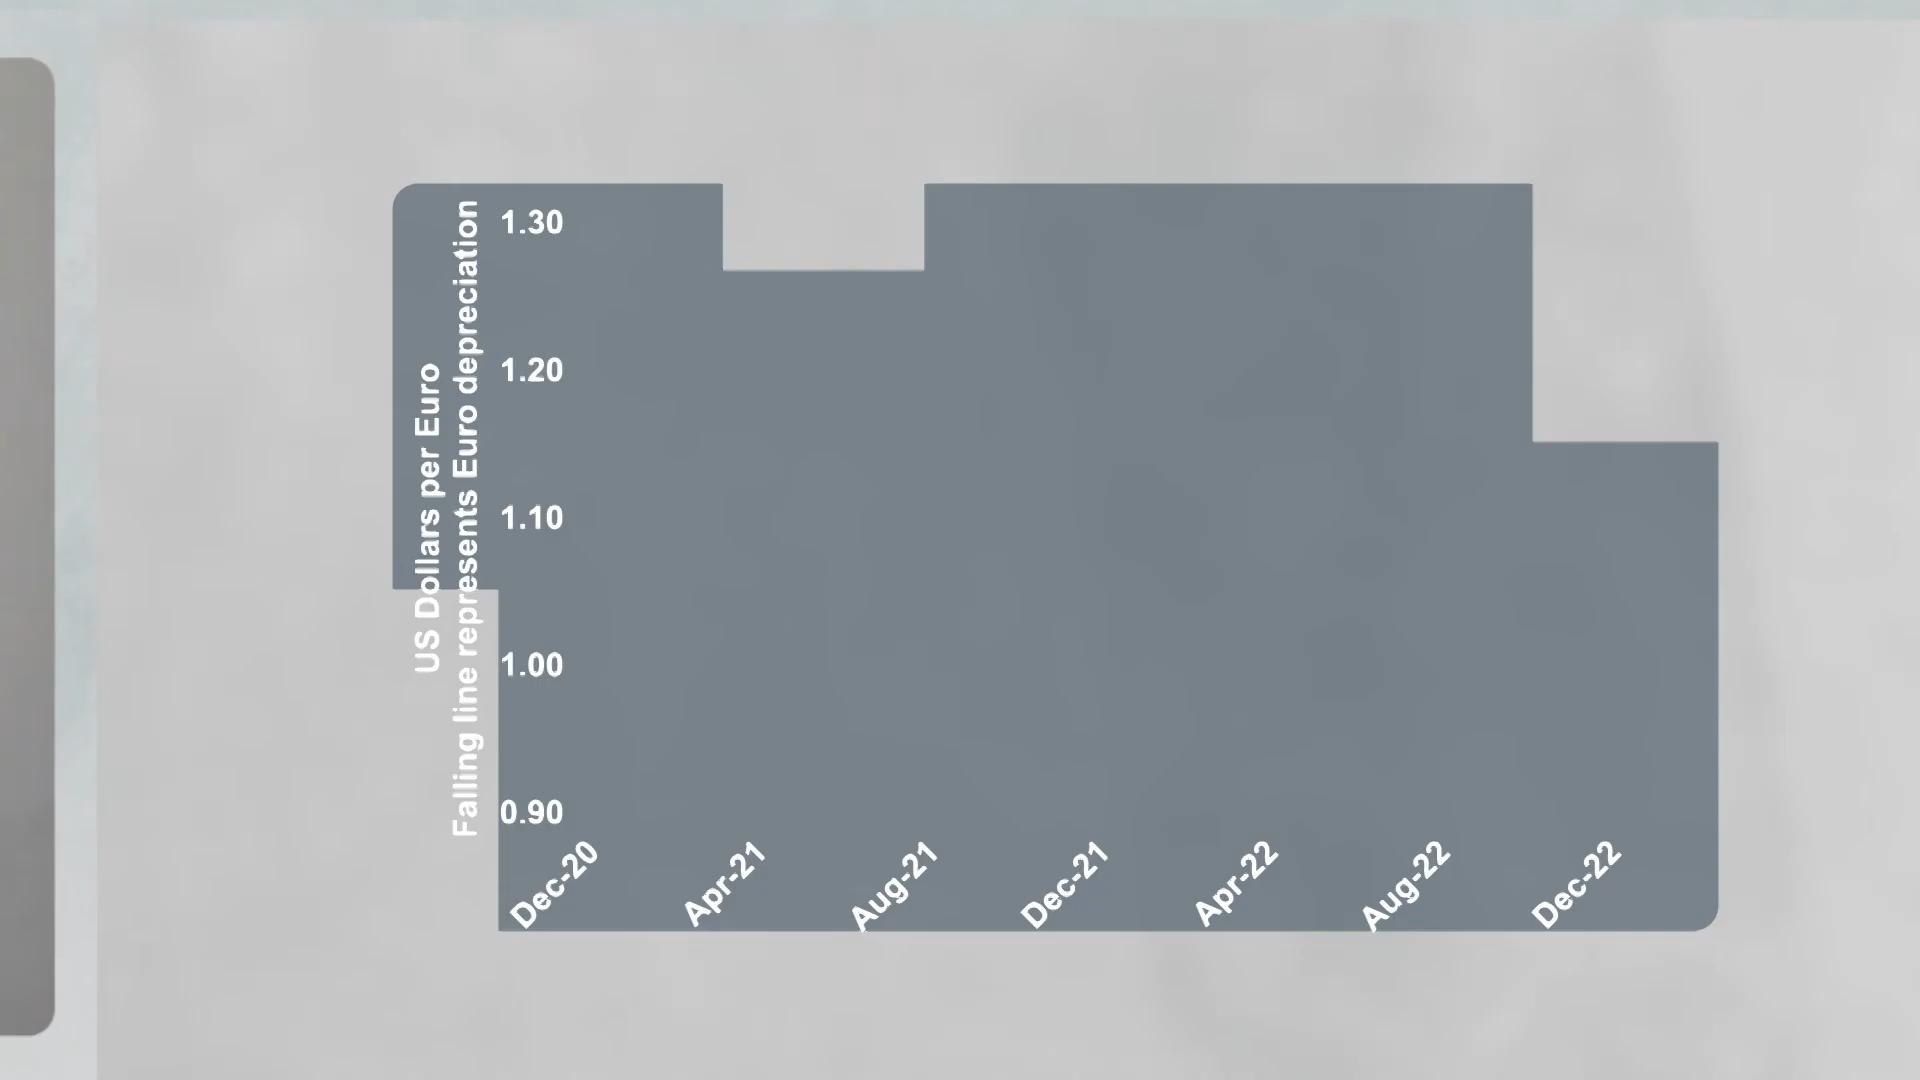 US Dollars per Euro
Falling line represents Euro depreciation
1.30
1.20
1.10
1.00
0.90
Dec-20
Apr-21
Aug-21
Dec-21
Apr-22
Aug-22
Dec-22